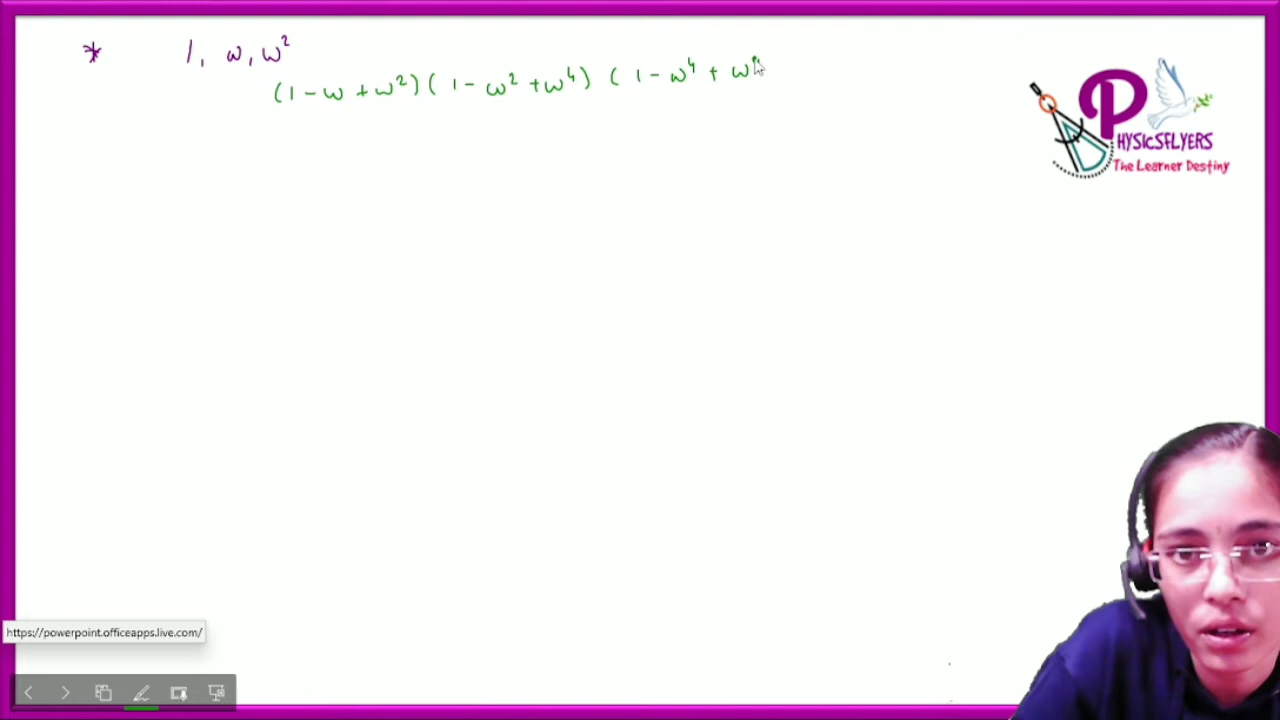 * 1, ω, ω²
(1 - ω + ω²) ( 1 - ω² + ω⁴) ( 1 - ω⁴ + ω
PHYSICSFLYERS
The Learner Destiny
https://powerpoint.officeapps.live.com/